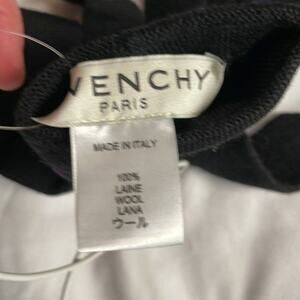 VENCHY
PARIS
MADE IN ITALY
100%
LAINE
WOOL
LANA
ウール